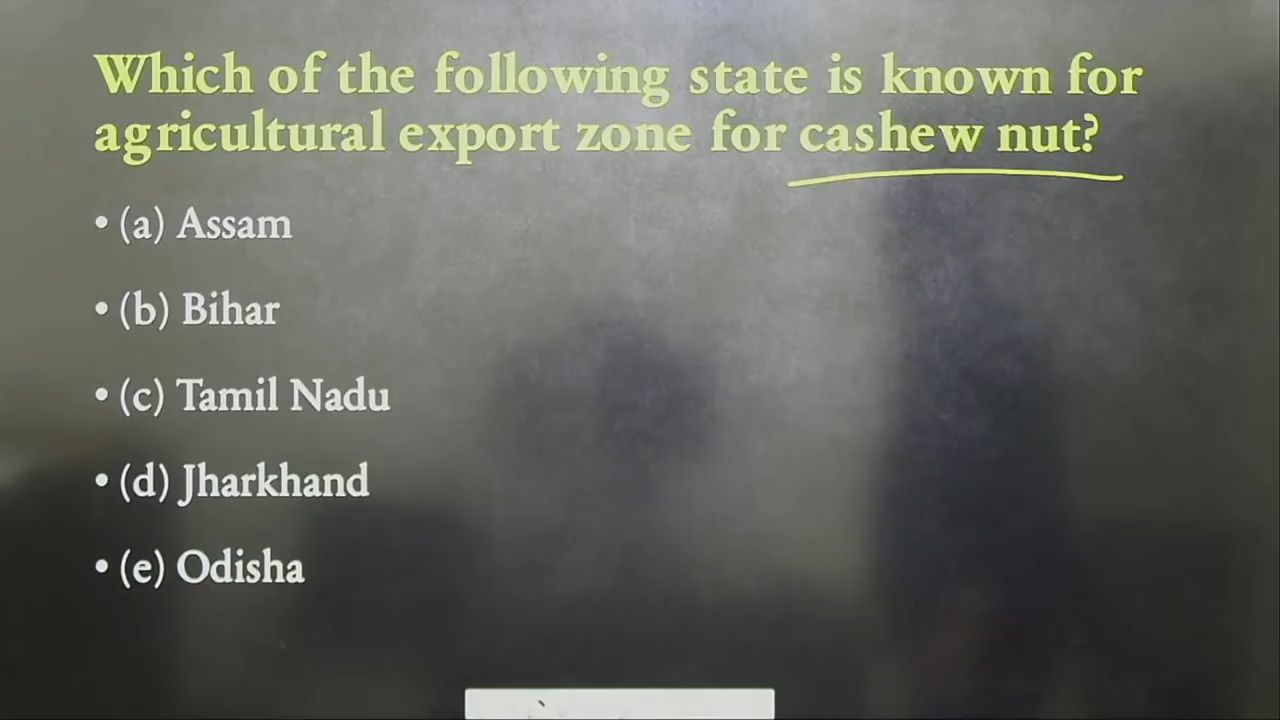 Which of the following state is known for
agricultural export zone for cashew nut?
• (a) Assam
• (b) Bihar
• (c) Tamil Nadu
• (d) Jharkhand
• (e) Odisha